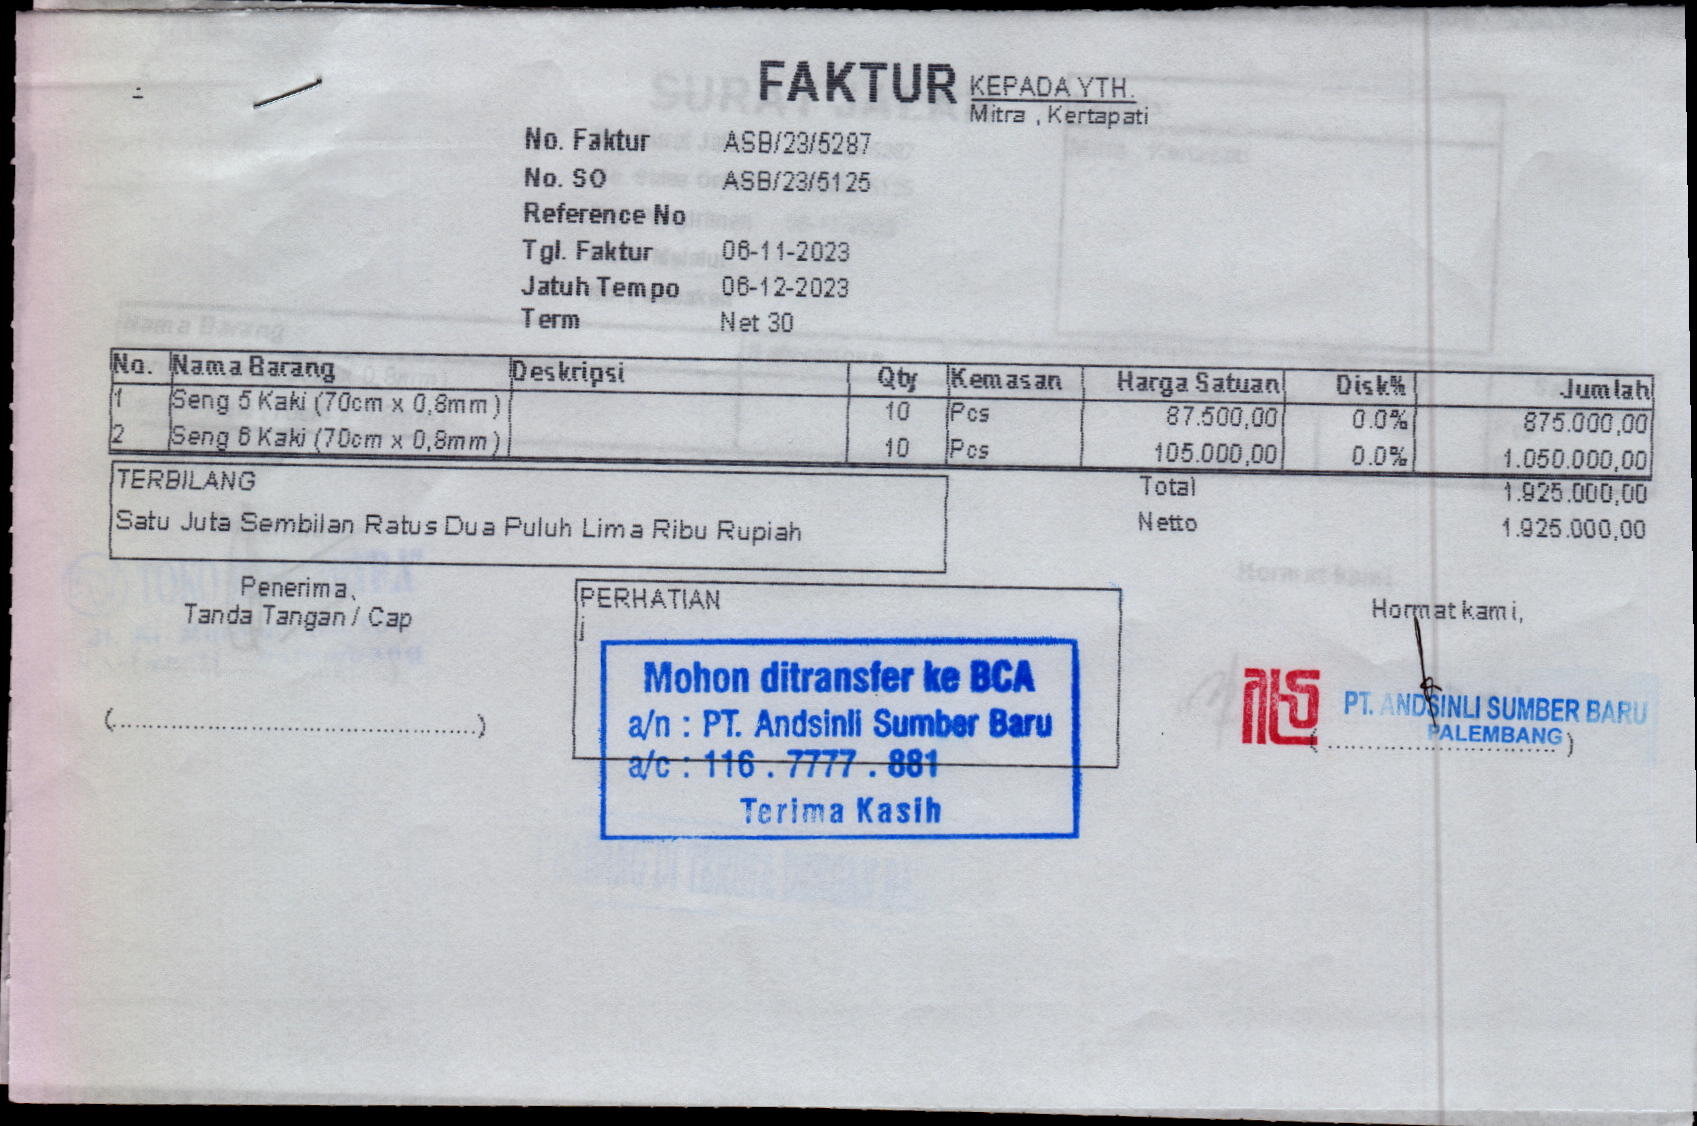 FAKTUR
KEPADA YTH.
Mitra , Kertapati
No. Faktur ASB/23/5287
No. SO ASB/23/5125
Reference No
Tgl. Faktur 06-11-2023
Jatuh Tempo 06-12-2023
Term Net 30
No. Nama Barang Deskripsi Qty Kemasan Harga Satuan Disk% Jumlah
1 Seng 5 Kaki (70cm x 0,8mm) 10 Pcs 87.500,00 0.0% 875.000,00
2 Seng 6 Kaki (70cm x 0,8mm) 10 Pcs 105.000,00 0.0% 1.050.000,00
TERBILANG
Satu Juta Sembilan Ratus Dua Puluh Lima Ribu Rupiah
Total 1.925.000,00
Netto 1.925.000,00
Penerima,
Tanda Tangan / Cap
(..............................................)
PERHATIAN
j
Mohon ditransfer ke BCA
a/n : PT. Andsinli Sumber Baru
a/c : 116 . 7777 . 881
Terima Kasih
Hormat kami,
PT. ANDSINLI SUMBER BARU
PALEMBANG
(..............................)